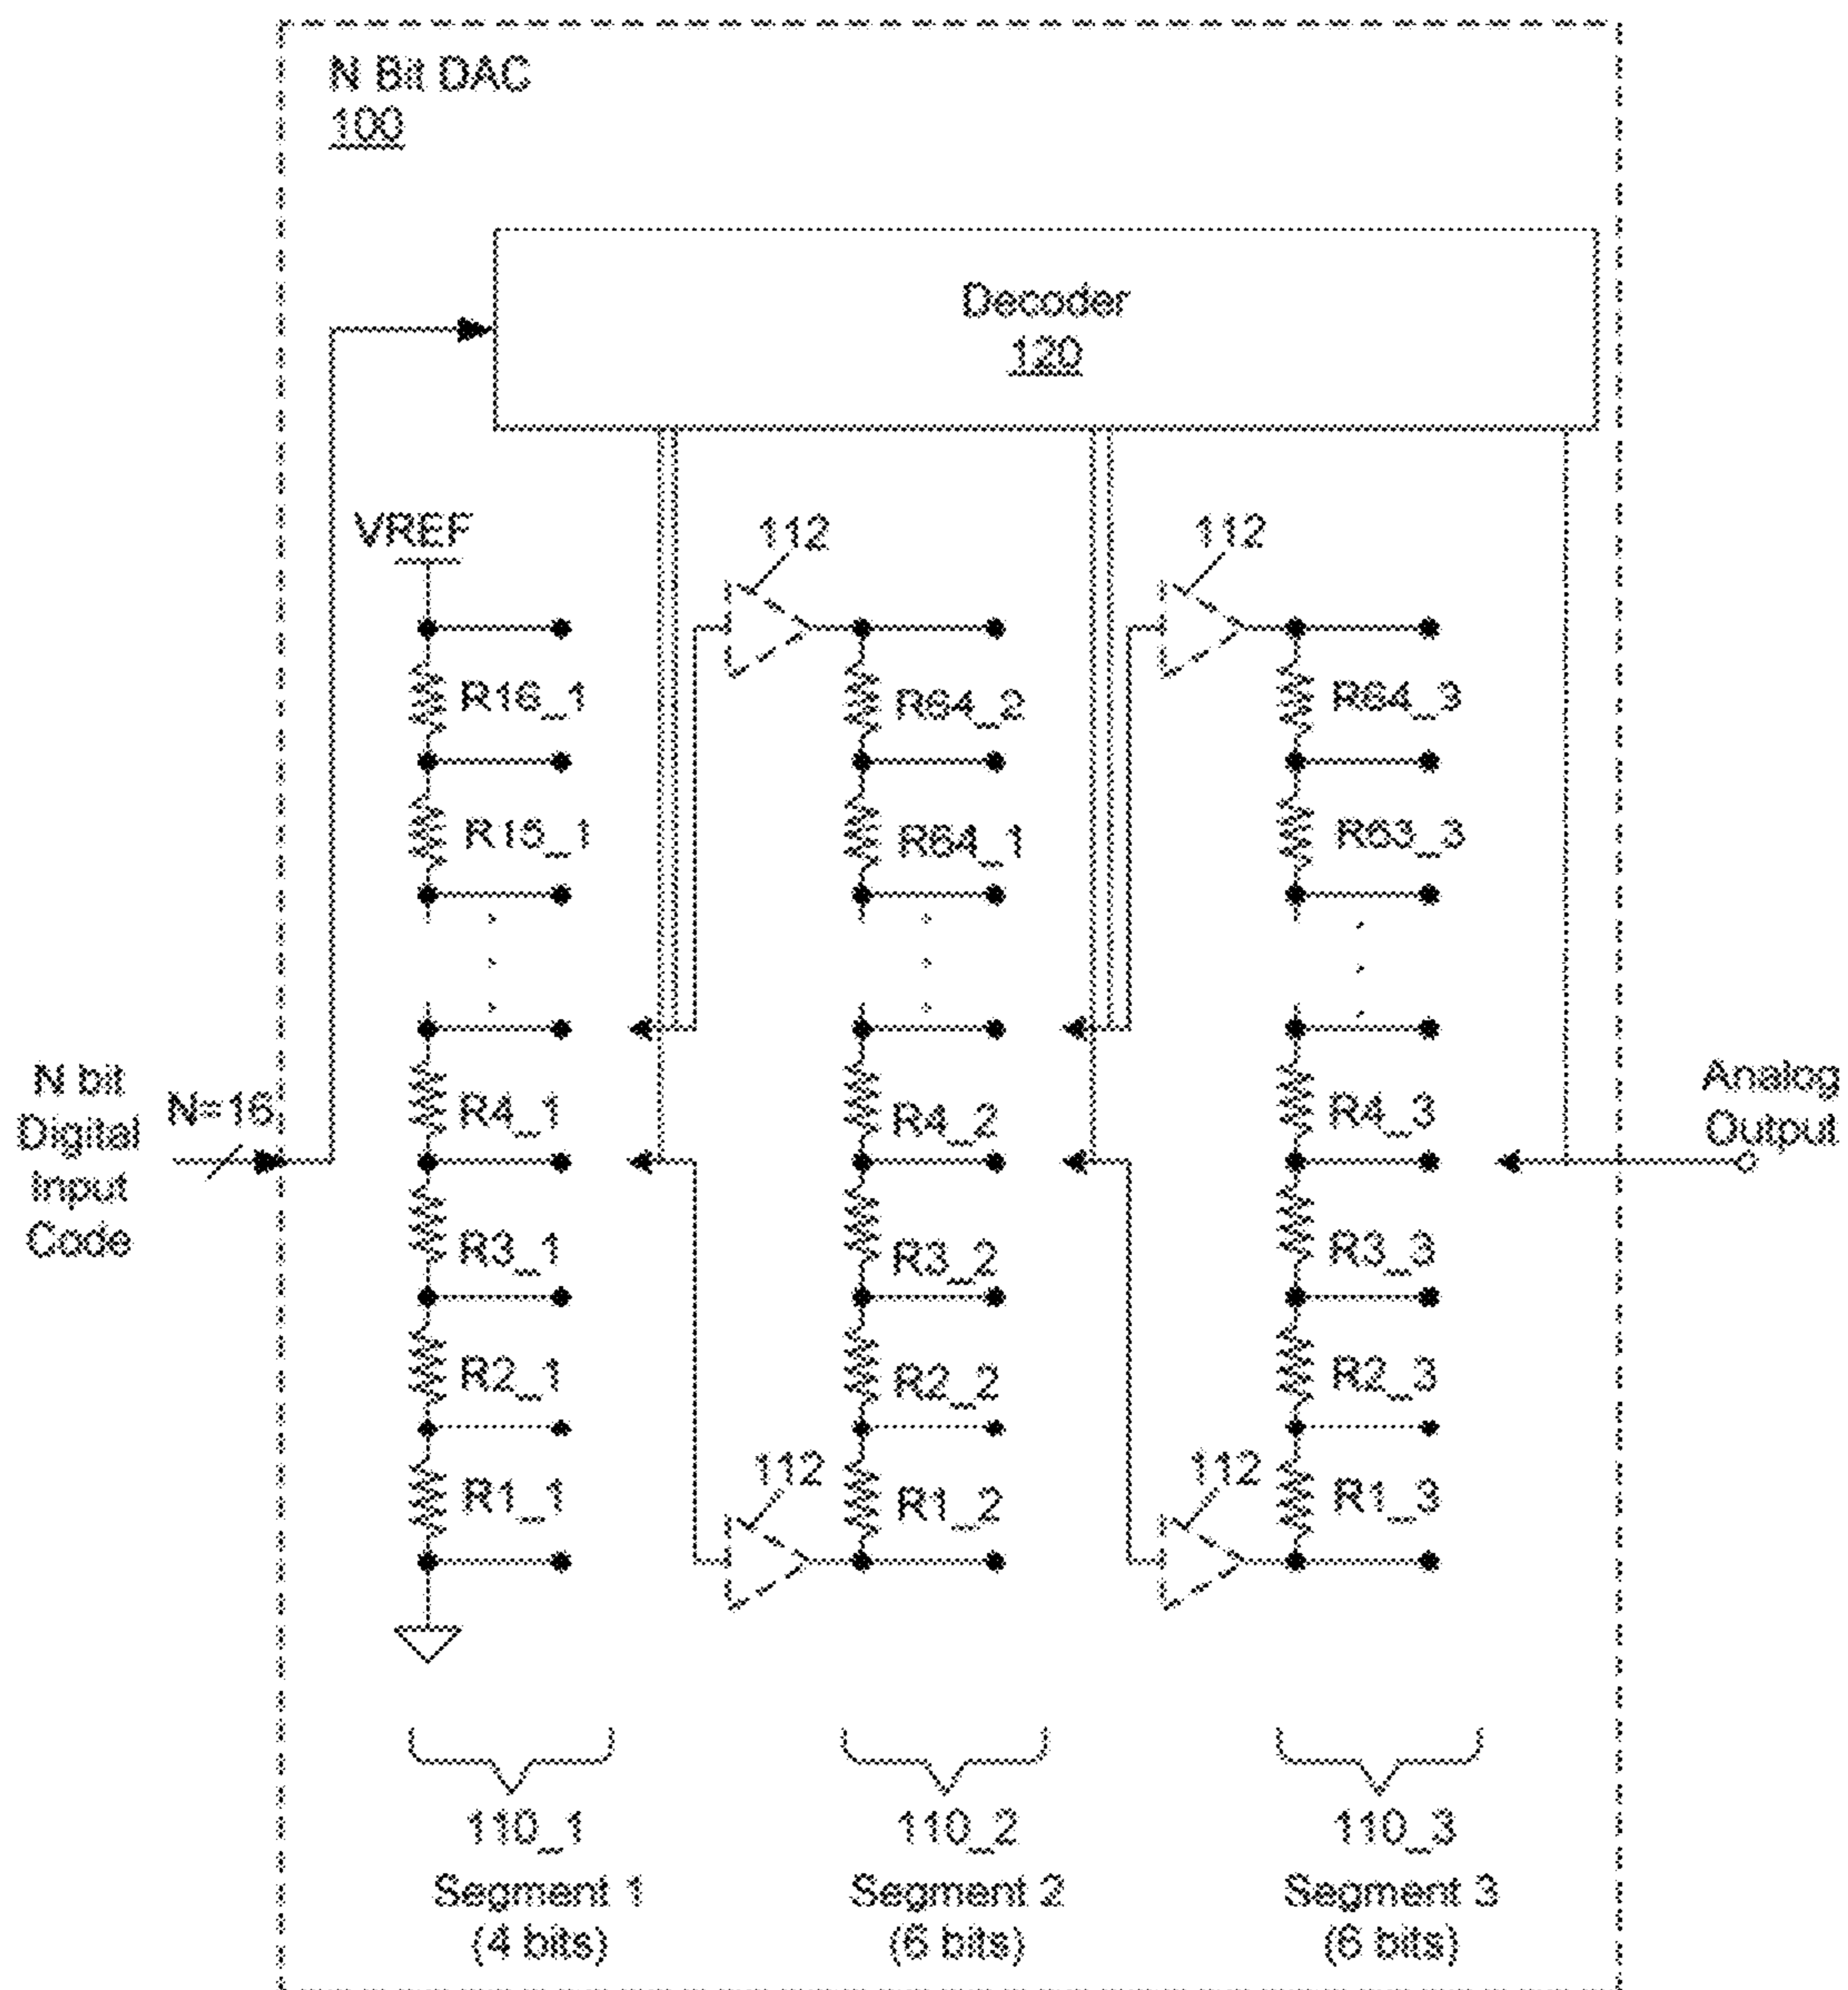 N Bit DAC
100
Decoder
120
VREF
112
112
R16_1
R64_2
R64_3
R15_1
R64_1
R63_3
N bit
Digital
Input
Code
N=16
R4_1
R4_2
R4_3
Analog
Output
R3_1
R3_2
R3_3
R2_1
R2_2
R2_3
112
112
R1_1
R1_2
R1_3
110_1
110_2
110_3
Segment 1
(4 bits)
Segment 2
(6 bits)
Segment 3
(6 bits)